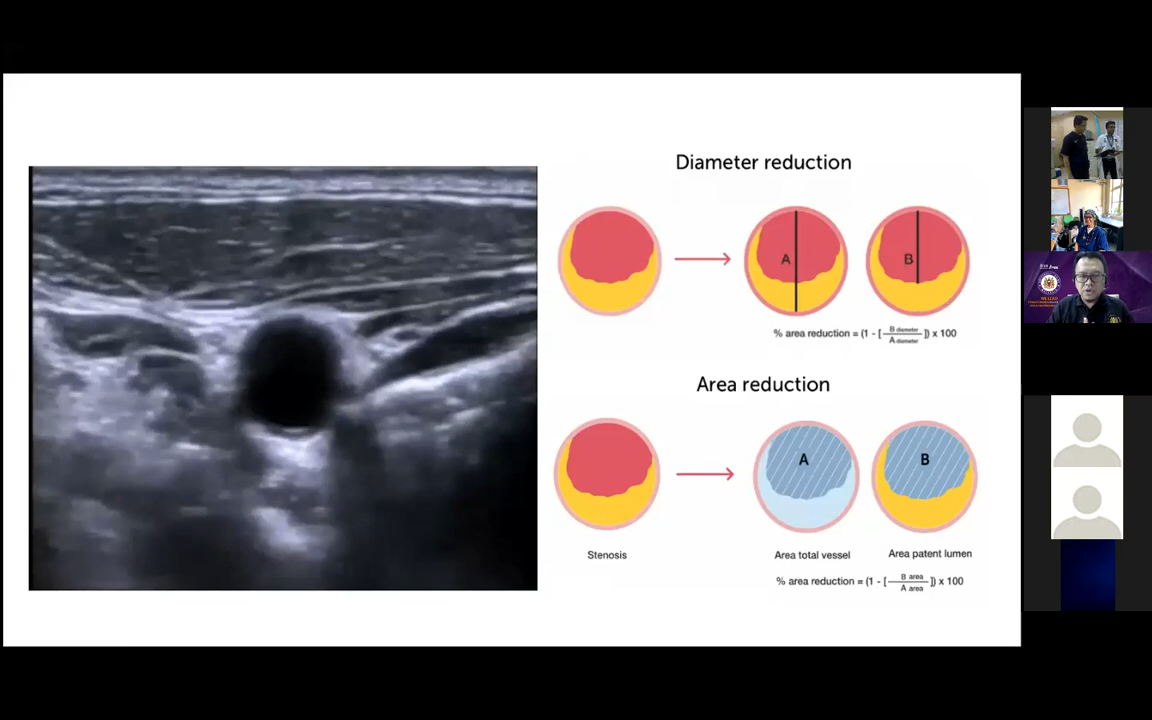 Diameter reduction
A
B
% area reduction = (1 - [ B diameter / A diameter ]) x 100
Area reduction
A
B
Stenosis
Area total vessel
Area patent lumen
% area reduction = (1 - [ B area / A area ]) x 100